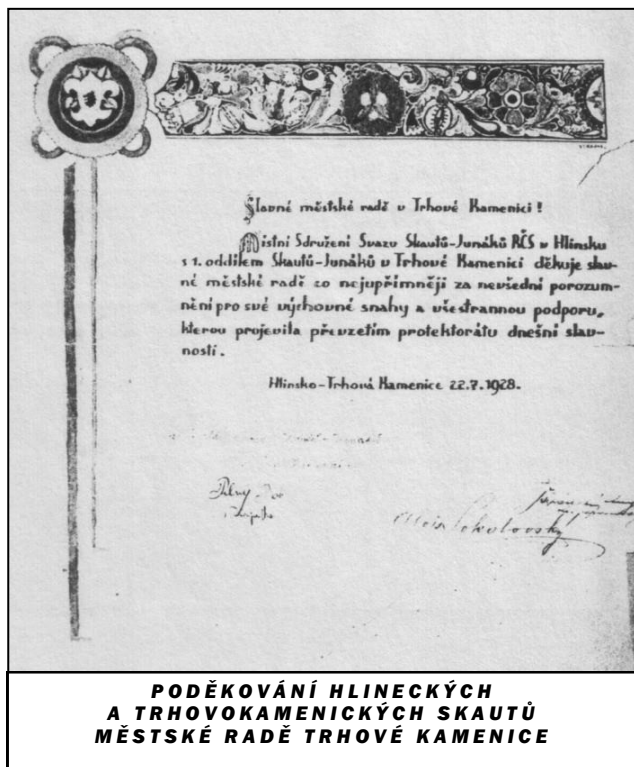 Slavné městské radě v Trhové Kamenici!
Místní Sdružení Svazu Skautů-Junáků RČS v Hlinsku
s 1. oddílem Skautů-Junáků v Trhové Kamenici děkuje slav-
né městské radě co nejupřímněji za nevšední porozum-
nění pro své výchovné snahy a všestrannou podporu,
kterou projevila převzetím protektorátu dnešní slav-
nosti.
Hlinsko-Trhová Kamenice 22.7.1928.
PODĚKOVÁNÍ HLINECKÝCH
A TRHOVOKAMENICKÝCH SKAUTŮ
MĚSTSKÉ RADĚ TRHOVÉ KAMENICE